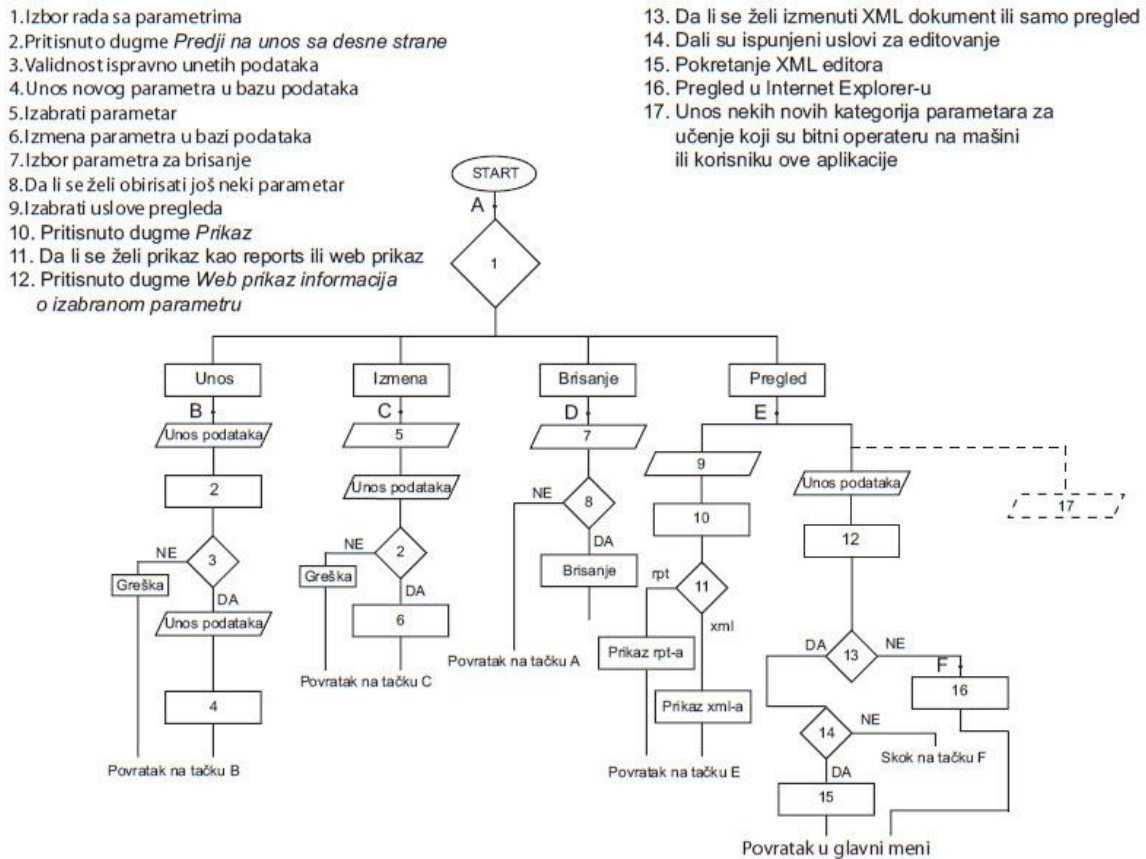 1.Izbor rada sa parametrima
2.Pritisnuto dugme Predji na unos sa desne strane
3.Validnost ispravno unetih podataka
4.Unos novog parametra u bazu podataka
5.Izabrati parametar
6.Izmena parametra u bazi podataka
7.Izbor parametra za brisanje
8.Da li se želi obirisati još neki parametar
9.Izabrati uslove pregleda
10. Pritisnuto dugme Prikaz
11. Da li se želi prikaz kao reports ili web prikaz
12. Pritisnuto dugme Web prikaz informacija
o izabranom parametru
13. Da li se želi izmenuti XML dokument ili samo pregled
14. Dali su ispunjeni uslovi za editovanje
15. Pokretanje XML editora
16. Pregled u Internet Explorer-u
17. Unos nekih novih kategorija parametara za
učenje koji su bitni operateru na mašini
ili korisniku ove aplikacije
START
A
1
Unos
Izmena
Brisanje
Pregled
B
C
D
E
Unos podataka
5
7
9
Unos podataka
17
2
Unos podataka
8
NE
DA
10
12
3
NE
DA
2
NE
DA
Brisanje
11
rpt
xml
Greška
Greška
Unos podataka
6
Prikaz rpt-a
13
DA
NE
F
16
Povratak na tačku A
Povratak na tačku C
4
Prikaz xml-a
14
NE
DA
Skok na tačku F
Povratak na tačku B
Povratak na tačku E
15
Povratak u glavni meni